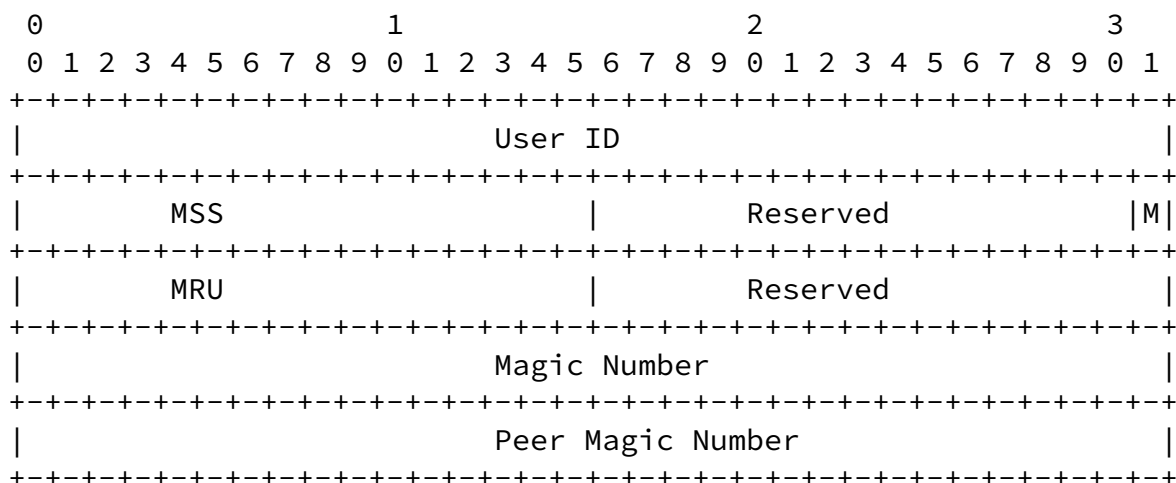 0                   1                   2                   3
 0 1 2 3 4 5 6 7 8 9 0 1 2 3 4 5 6 7 8 9 0 1 2 3 4 5 6 7 8 9 0 1
+-+-+-+-+-+-+-+-+-+-+-+-+-+-+-+-+-+-+-+-+-+-+-+-+-+-+-+-+-+-+-+-+
|                          User ID                              |
+-+-+-+-+-+-+-+-+-+-+-+-+-+-+-+-+-+-+-+-+-+-+-+-+-+-+-+-+-+-+-+-+
|        MSS                    |        Reserved             |M|
+-+-+-+-+-+-+-+-+-+-+-+-+-+-+-+-+-+-+-+-+-+-+-+-+-+-+-+-+-+-+-+-+
|        MRU                    |        Reserved               |
+-+-+-+-+-+-+-+-+-+-+-+-+-+-+-+-+-+-+-+-+-+-+-+-+-+-+-+-+-+-+-+-+
|                          Magic Number                         |
+-+-+-+-+-+-+-+-+-+-+-+-+-+-+-+-+-+-+-+-+-+-+-+-+-+-+-+-+-+-+-+-+
|                          Peer Magic Number                    |
+-+-+-+-+-+-+-+-+-+-+-+-+-+-+-+-+-+-+-+-+-+-+-+-+-+-+-+-+-+-+-+-+